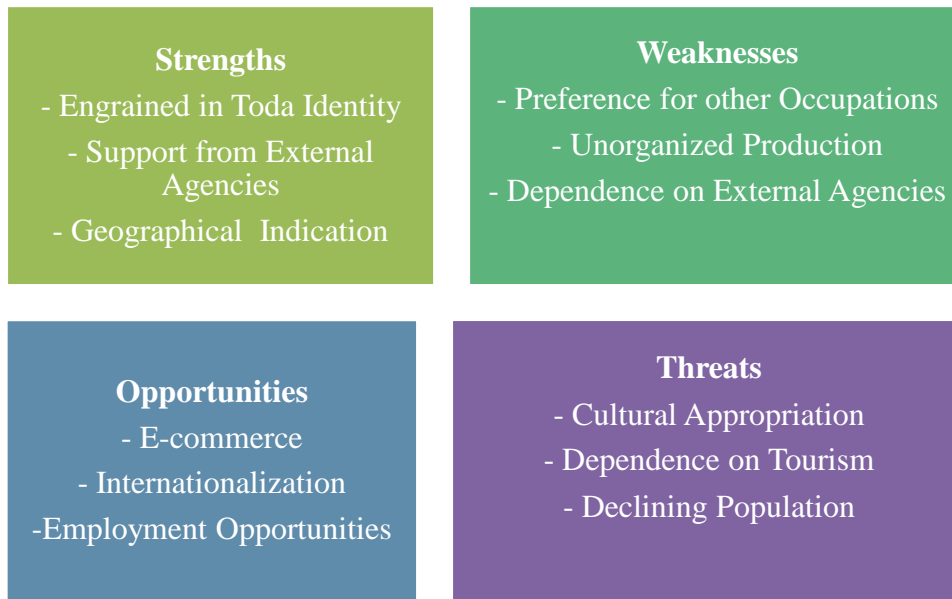 Strengths
- Engrained in Toda Identity
- Support from External
Agencies
- Geographical Indication
Weaknesses
- Preference for other Occupations
- Unorganized Production
- Dependence on External Agencies
Opportunities
- E-commerce
- Internationalization
-Employment Opportunities
Threats
- Cultural Appropriation
- Dependence on Tourism
- Declining Population